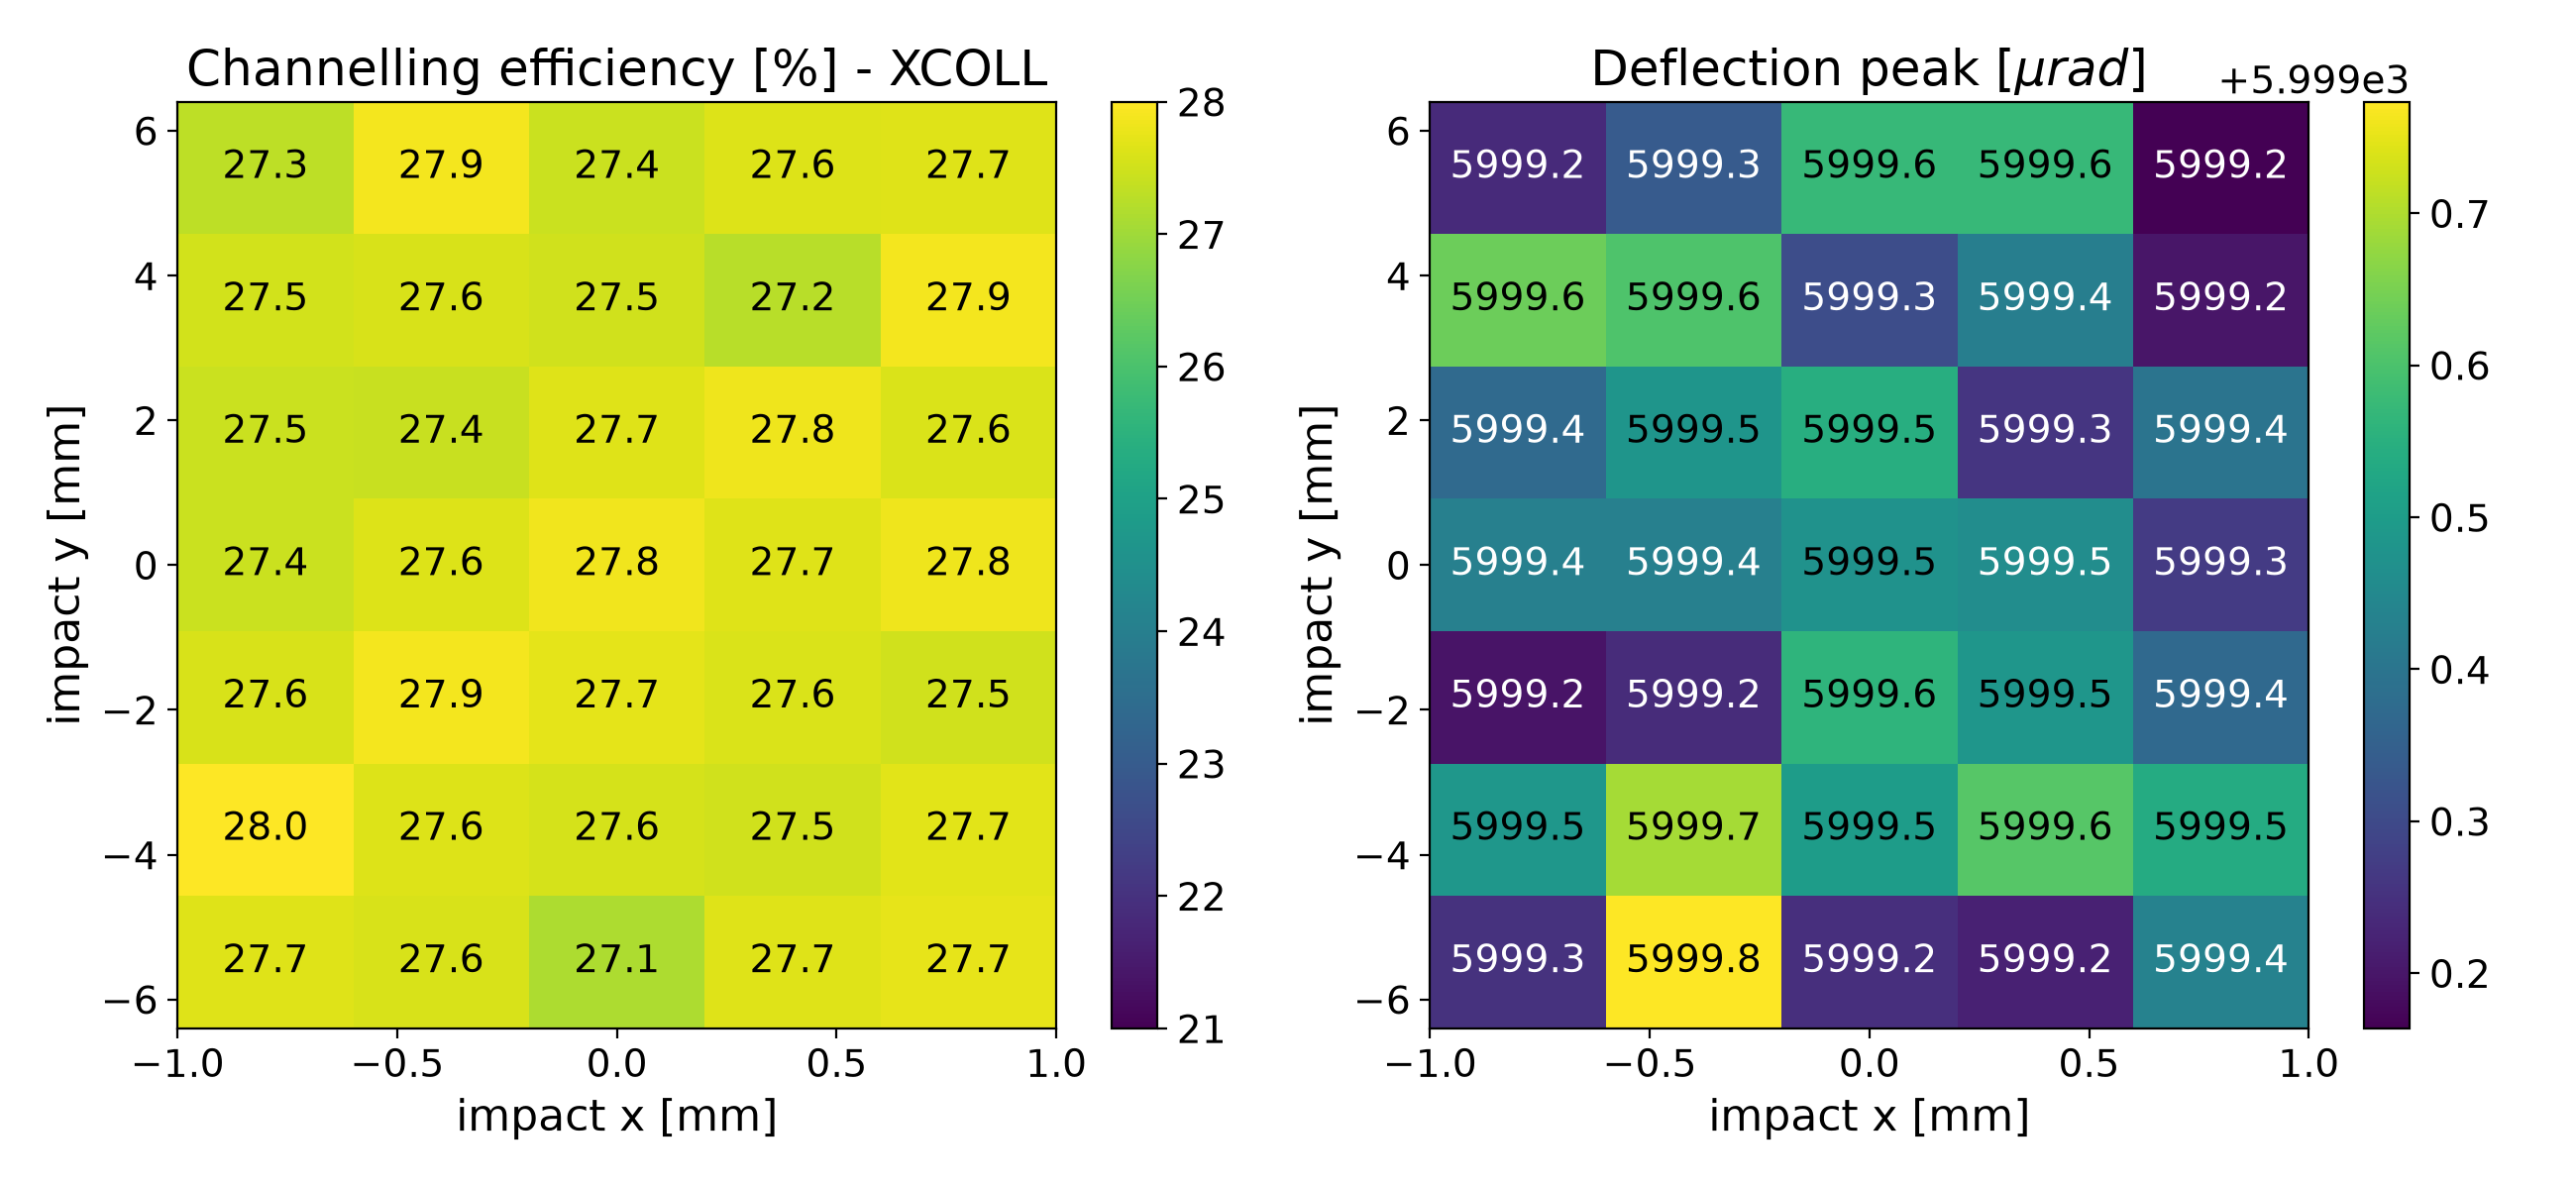 Channelling efficiency [%] - XCOLL
6
4
2
0
−2
−4
−6
impact y [mm]
27.3 27.9 27.4 27.6 27.7
27.5 27.6 27.5 27.2 27.9
27.5 27.4 27.7 27.8 27.6
27.4 27.6 27.8 27.7 27.8
27.6 27.9 27.7 27.6 27.5
28.0 27.6 27.6 27.5 27.7
27.7 27.6 27.1 27.7 27.7
−1.0 −0.5 0.0 0.5 1.0
impact x [mm]
28
27
26
25
24
23
22
21
Deflection peak [μrad]
+5.999e3
6
4
2
0
−2
−4
−6
impact y [mm]
5999.2 5999.3 5999.6 5999.6 5999.2
5999.6 5999.6 5999.3 5999.4 5999.2
5999.4 5999.5 5999.5 5999.3 5999.4
5999.4 5999.4 5999.5 5999.5 5999.3
5999.2 5999.2 5999.6 5999.5 5999.4
5999.5 5999.7 5999.5 5999.6 5999.5
5999.3 5999.8 5999.2 5999.2 5999.4
−1.0 −0.5 0.0 0.5 1.0
impact x [mm]
0.7
0.6
0.5
0.4
0.3
0.2